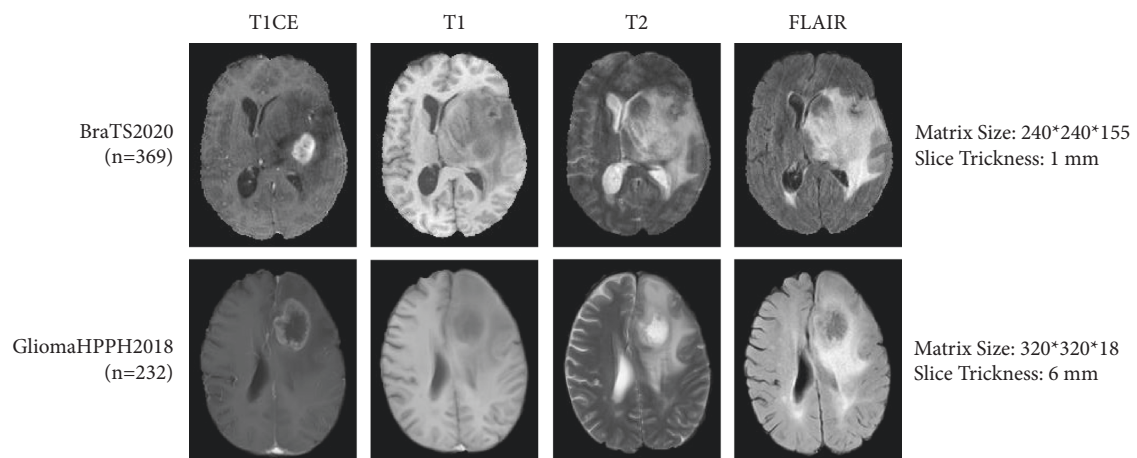 T1CE T1 T2 FLAIR
BraTS2020
(n=369)
Matrix Size: 240*240*155
Slice Trickness: 1 mm
GliomaHPPH2018
(n=232)
Matrix Size: 320*320*18
Slice Trickness: 6 mm